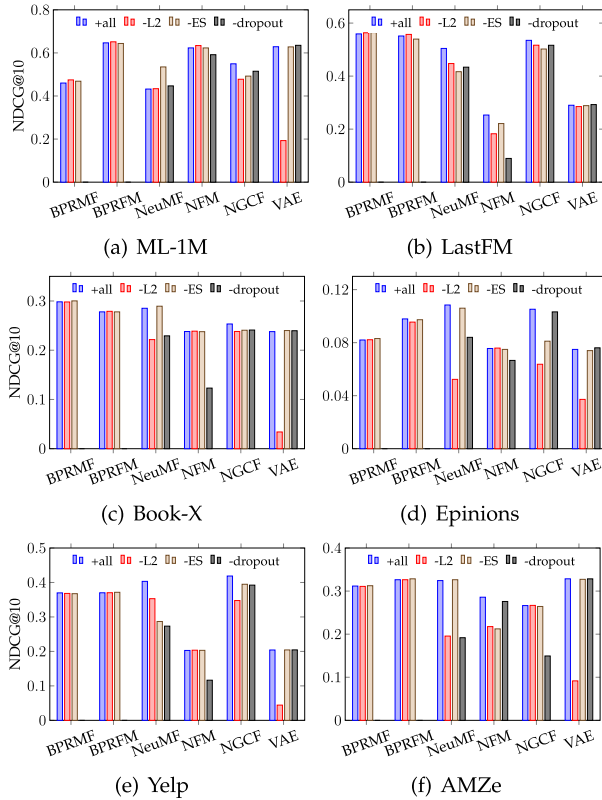 +all -L2 -ES -dropout
NDCG@10
0.8
0.6
0.4
0.2
0
BPRMF BPRFM NeuMF NFM NGCF VAE
(a) ML-1M
+all -L2 -ES -dropout
0.6
0.4
0.2
0
BPRMF BPRFM NeuMF NFM NGCF VAE
(b) LastFM
+all -L2 -ES -dropout
NDCG@10
0.3
0.2
0.1
0
BPRMF BPRFM NeuMF NFM NGCF VAE
(c) Book-X
+all -L2 -ES -dropout
0.12
0.08
0.04
0
BPRMF BPRFM NeuMF NFM NGCF VAE
(d) Epinions
+all -L2 -ES -dropout
NDCG@10
0.5
0.4
0.3
0.2
0.1
0
BPRMF BPRFM NeuMF NFM NGCF VAE
(e) Yelp
+all -L2 -ES -dropout
0.4
0.3
0.2
0.1
0
BPRMF BPRFM NeuMF NFM NGCF VAE
(f) AMZe